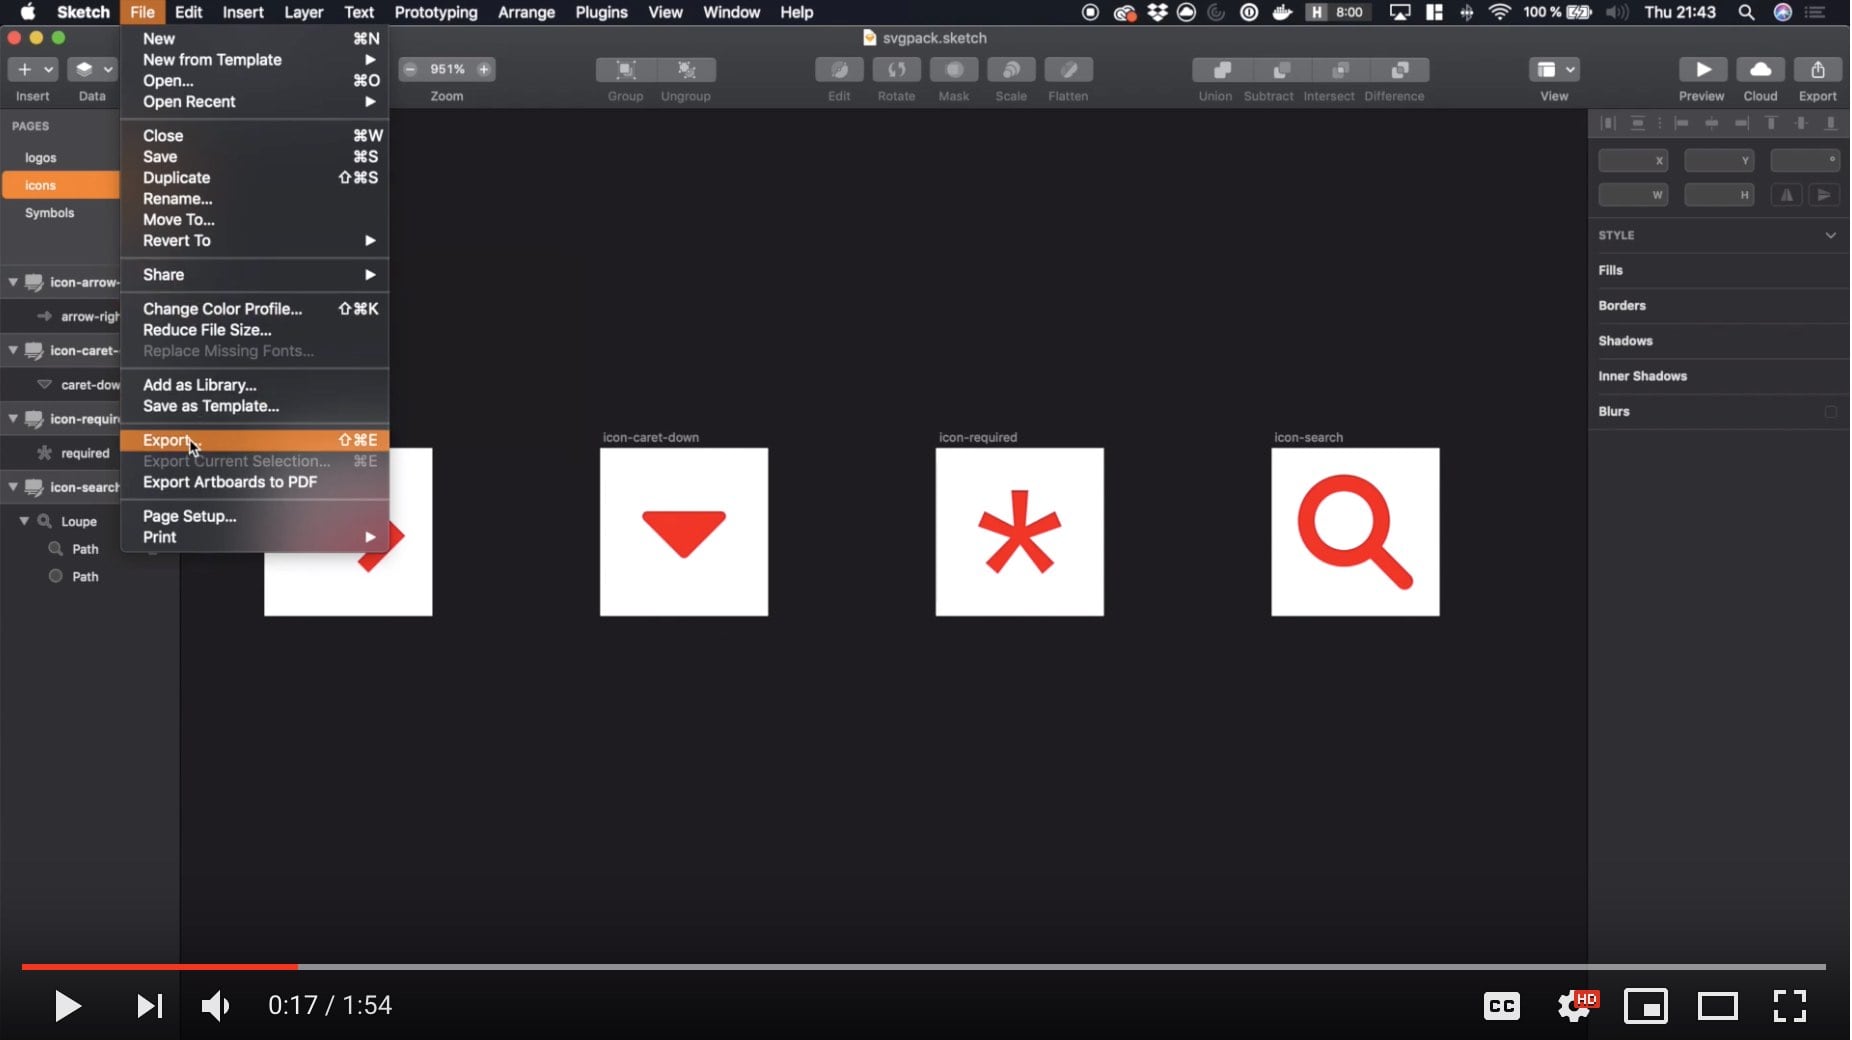 Sketch File Edit Insert Layer Text Prototyping Arrange Plugins View Window Help H 8:00 100 % Thu 21:43
svgpack.sketch
New ⌘N
New from Template
Open... ⌘O
Open Recent
Close ⌘W
Save ⌘S
Duplicate ⇧⌘S
Rename...
Move To...
Revert To
Share
Change Color Profile... ⇧⌘K
Reduce File Size...
Replace Missing Fonts...
Add as Library...
Save as Template...
Export... ⇧⌘E
Export Current Selection... ⌘E
Export Artboards to PDF
Page Setup...
Print
951%
Insert Data Zoom Group Ungroup Edit Rotate Mask Scale Flatten Union Subtract Intersect Difference View Preview Cloud Export
PAGES
logos
icons
Symbols
icon-arrow-
arrow-righ
icon-caret-
caret-dow
icon-requir
required
icon-search
Loupe
Path
Path
icon-caret-down
icon-required
icon-search
X Y °
W H
STYLE
Fills
Borders
Shadows
Inner Shadows
Blurs
0:17 / 1:54
CC HD